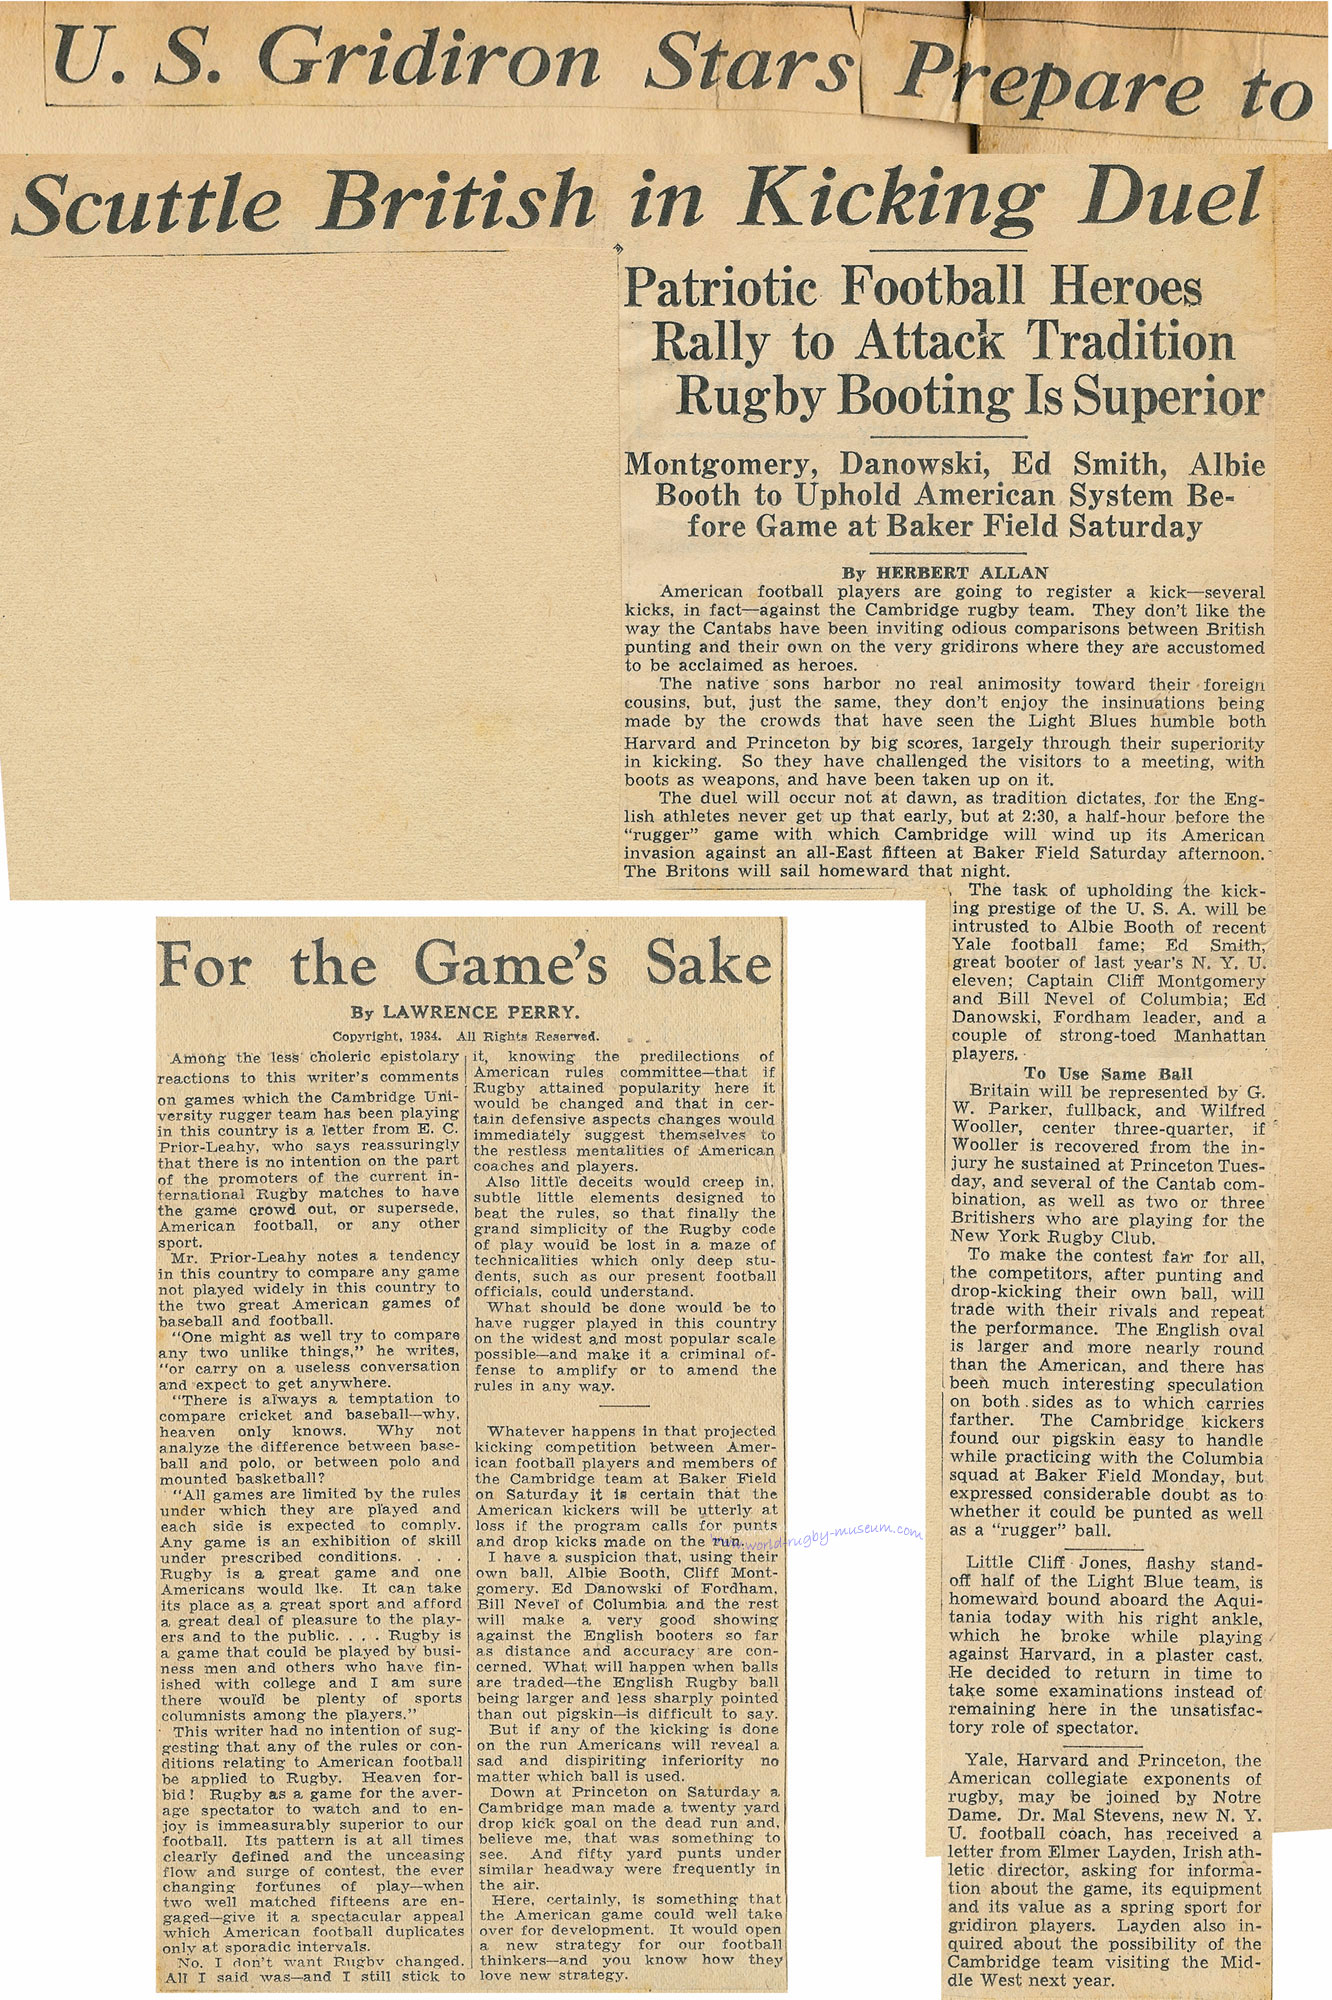 U. S. Gridiron Stars Prepare to
Scuttle British in Kicking Duel
Patriotic Football Heroes
Rally to Attack Tradition
Rugby Booting Is Superior
Montgomery, Danowski, Ed Smith, Albie
Booth to Uphold American System Be-
fore Game at Baker Field Saturday
By HERBERT ALLAN
American football players are going to register a kick—several
kicks, in fact—against the Cambridge rugby team. They don't like the
way the Cantabs have been inviting odious comparisons between British
punting and their own on the very gridirons where they are accustomed
to be acclaimed as heroes.
The native sons harbor no real animosity toward their foreign
cousins, but, just the same, they don't enjoy the insinuations being
made by the crowds that have seen the Light Blues humble both
Harvard and Princeton by big scores, largely through their superiority
in kicking. So they have challenged the visitors to a meeting, with
boots as weapons, and have been taken up on it.
The duel will occur not at dawn, as tradition dictates, for the Eng-
lish athletes never get up that early, but at 2:30, a half-hour before the
"rugger" game with which Cambridge will wind up its American
invasion against an all-East fifteen at Baker Field Saturday afternoon.
The Britons will sail homeward that night.
The task of upholding the kick-
ing prestige of the U. S. A. will be
intrusted to Albie Booth of recent
Yale football fame; Ed Smith,
great booter of last year's N. Y. U.
eleven; Captain Cliff Montgomery
and Bill Nevel of Columbia; Ed
Danowski, Fordham leader, and a
couple of strong-toed Manhattan
players.
To Use Same Ball
Britain will be represented by G.
W. Parker, fullback, and Wilfred
Wooller, center three-quarter, if
Wooller is recovered from the in-
jury he sustained at Princeton Tues-
day, and several of the Cantab com-
bination, as well as two or three
Britishers who are playing for the
New York Rugby Club.
To make the contest fair for all,
the competitors, after punting and
drop-kicking their own ball, will
trade with their rivals and repeat
the performance. The English oval
is larger and more nearly round
than the American, and there has
been much interesting speculation
on both sides as to which carries
farther. The Cambridge kickers
found our pigskin easy to handle
while practicing with the Columbia
squad at Baker Field Monday, but
expressed considerable doubt as to
whether it could be punted as well
as a "rugger" ball.
Little Cliff Jones, flashy stand-
off half of the Light Blue team, is
homeward bound aboard the Aqui-
tania today with his right ankle,
which he broke while playing
against Harvard, in a plaster cast.
He decided to return in time to
take some examinations instead of
remaining here in the unsatisfac-
tory role of spectator.
Yale, Harvard and Princeton, the
American collegiate exponents of
rugby, may be joined by Notre
Dame. Dr. Mal Stevens, new N. Y.
U. football coach, has received a
letter from Elmer Layden, Irish ath-
letic director, asking for informa-
tion about the game, its equipment
and its value as a spring sport for
gridiron players. Layden also in-
quired about the possibility of the
Cambridge team visiting the Mid-
dle West next year.
For the Game's Sake
By LAWRENCE PERRY.
Copyright, 1934. All Rights Reserved.
Among the less choleric epistolary
reactions to this writer's comments
on games which the Cambridge Uni-
versity rugger team has been playing
in this country is a letter from E. C.
Prior-Leahy, who says reassuringly
that there is no intention on the part
of the promoters of the current in-
ternational Rugby matches to have
the game crowd out, or supersede,
American football, or any other
sport.
Mr. Prior-Leahy notes a tendency
in this country to compare any game
not played widely in this country to
the two great American games of
baseball and football.
"One might as well try to compare
any two unlike things," he writes,
"or carry on a useless conversation
and expect to get anywhere.
"There is always a temptation to
compare cricket and baseball—why,
heaven only knows. Why not
analyze the difference between base-
ball and polo, or between polo and
mounted basketball?
"All games are limited by the rules
under which they are played and
each side is expected to comply.
Any game is an exhibition of skill
under prescribed conditions. . . .
Rugby is a great game and one
Americans would lke. It can take
its place as a great sport and afford
a great deal of pleasure to the play-
ers and to the public. . . . Rugby is
a game that could be played by busi-
ness men and others who have fin-
ished with college and I am sure
there would be plenty of sports
columnists among the players."
This writer had no intention of sug-
gesting that any of the rules or con-
ditions relating to American football
be applied to Rugby. Heaven for-
bid! Rugby as a game for the aver-
age spectator to watch and to en-
joy is immeasurably superior to our
football. Its pattern is at all times
clearly defined and the unceasing
flow and surge of contest, the ever
changing fortunes of play—when
two well matched fifteens are en-
gaged—give it a spectacular appeal
which American football duplicates
only at sporadic intervals.
No. I don't want Rugby changed.
All I said was—and I still stick to
it, knowing the predilections of
American rules committee—that if
Rugby attained popularity here it
would be changed and that in cer-
tain defensive aspects changes would
immediately suggest themselves to
the restless mentalities of American
coaches and players.
Also little deceits would creep in,
subtle little elements designed to
beat the rules, so that finally the
grand simplicity of the Rugby code
of play would be lost in a maze of
technicalities which only deep stu-
dents, such as our present football
officials, could understand.
What should be done would be to
have rugger played in this country
on the widest and most popular scale
possible—and make it a criminal of-
fense to amplify or to amend the
rules in any way.
Whatever happens in that projected
kicking competition between Amer-
ican football players and members of
the Cambridge team at Baker Field
on Saturday it is certain that the
American kickers will be utterly at
loss if the program calls for punts
and drop kicks made on the run.
www.world-rugby-museum.com
I have a suspicion that, using their
own ball, Albie Booth, Cliff Mont-
gomery. Ed Danowski of Fordham,
Bill Nevel of Columbia and the rest
will make a very good showing
against the English booters so far
as distance and accuracy are con-
cerned. What will happen when balls
are traded—the English Rugby ball
being larger and less sharply pointed
than out pigskin—is difficult to say.
But if any of the kicking is done
on the run Americans will reveal a
sad and dispiriting inferiority no
matter which ball is used.
Down at Princeton on Saturday a
Cambridge man made a twenty yard
drop kick goal on the dead run and,
believe me, that was something to
see. And fifty yard punts under
similar headway were frequently in
the air.
Here, certainly, is something that
the American game could well take
over for development. It would open
a new strategy for our football
thinkers—and you know how they
love new strategy.